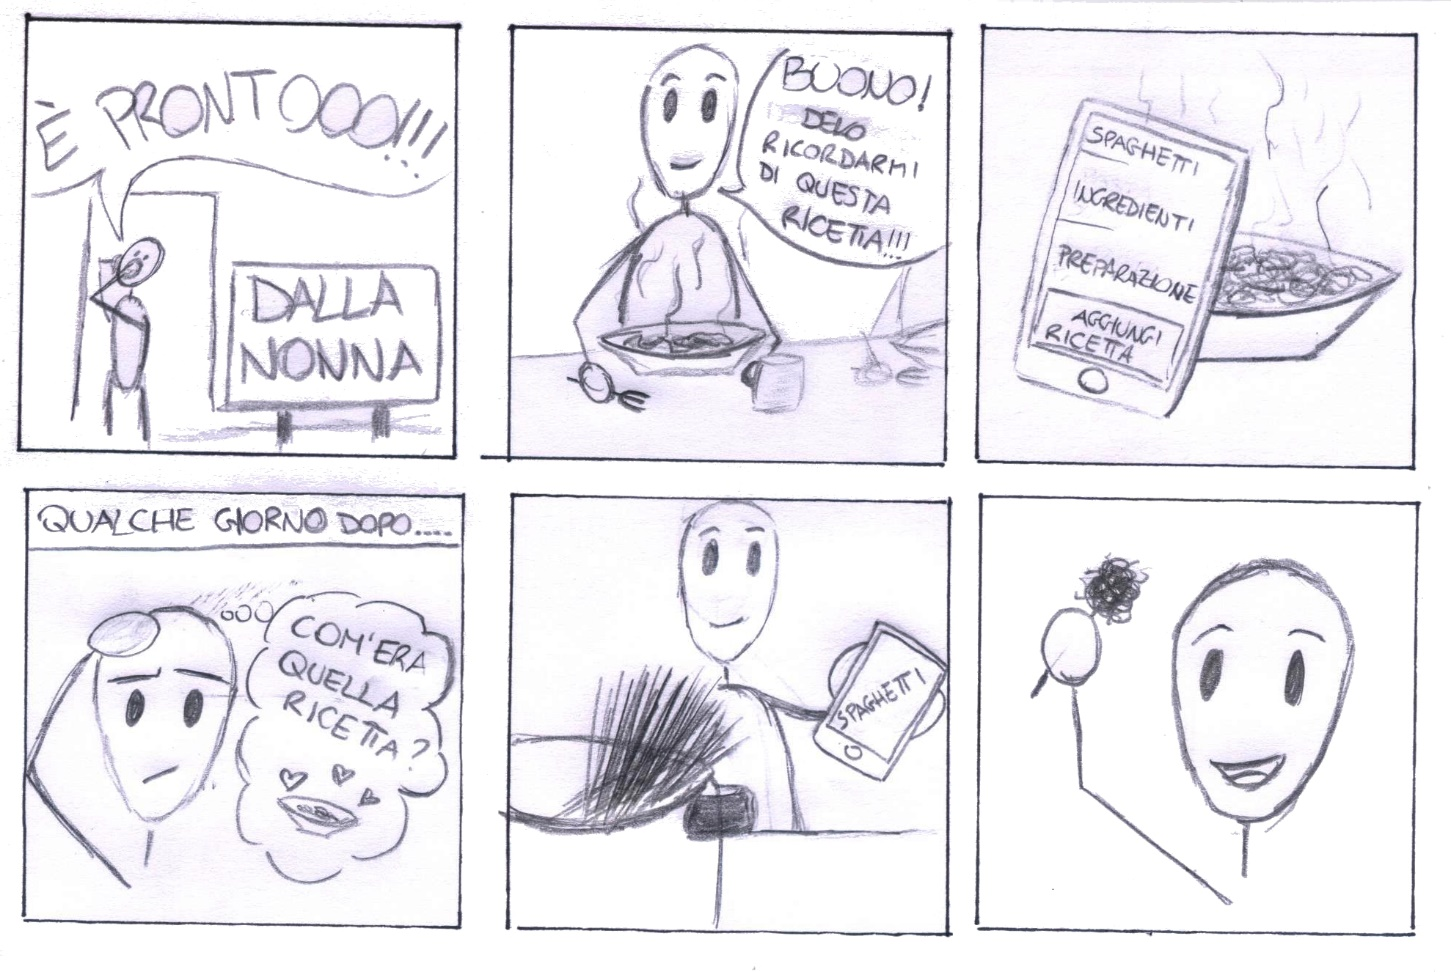 È PRONTOOOO!!!
DALLA
NONNA
BUONO!
DEVO
RICORDARMI
DI QUESTA
RICETTA!!!
SPAGHETTI
INGREDIENTI
PREPARAZIONE
AGGIUNGI
RICETTA
QUALCHE GIORNO DOPO....
COM'ERA
QUELLA
RICETTA?
SPAGHETTI